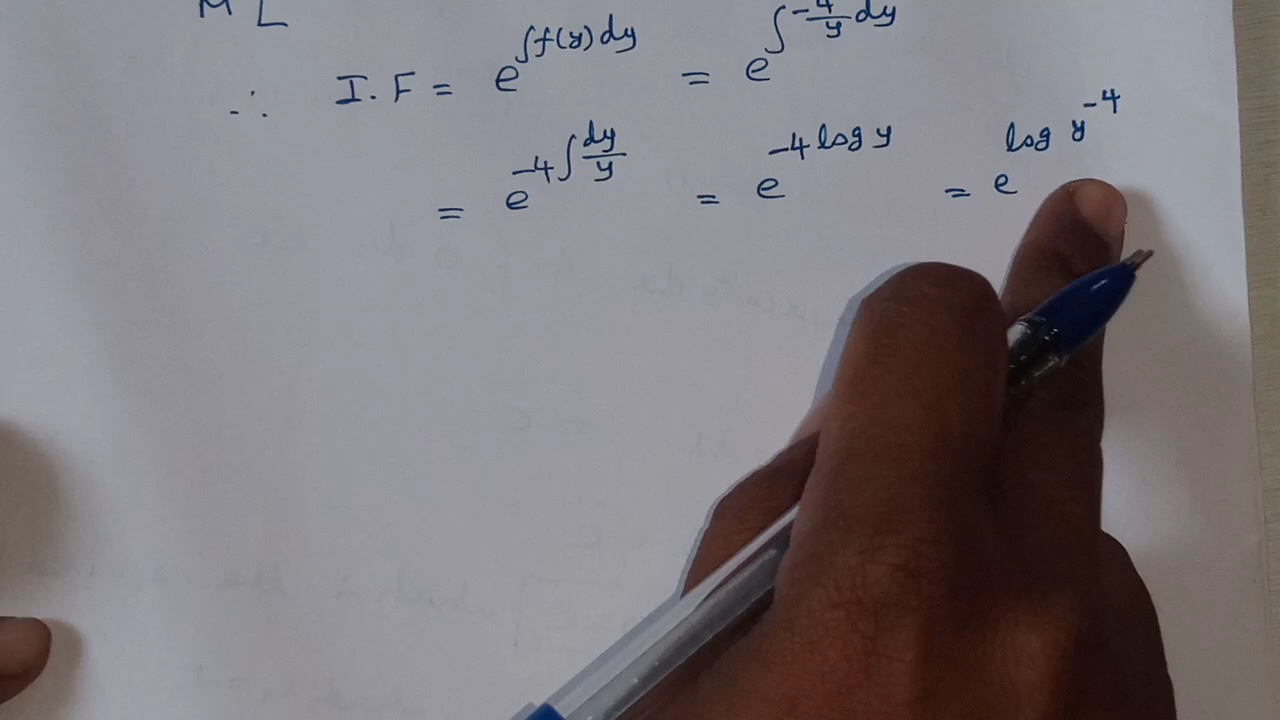 M [
∴ I.F = e^{∫f(y)dy} = e^{∫-4/y dy}
= e^{-4∫dy/y} = e^{-4 log y} = e^{log y^{-4}}